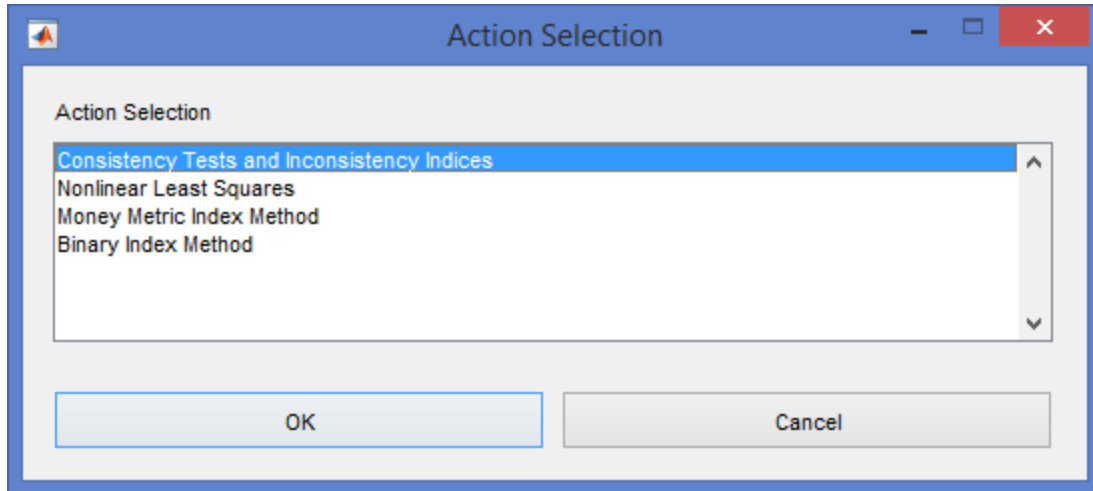 Action Selection
Action Selection
Consistency Tests and Inconsistency Indices
Nonlinear Least Squares
Money Metric Index Method
Binary Index Method
OK
Cancel